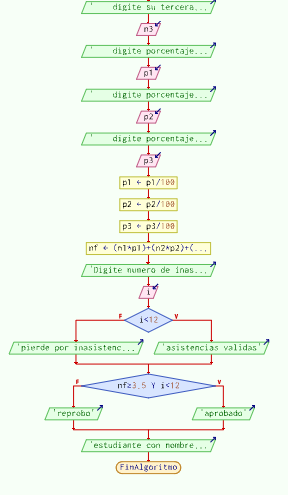 ' digite su tercera...
n3
' digite porcentaje...
p1
' digite porcentaje...
p2
' digite porcentaje...
p3
p1 ← p1/100
p2 ← p2/100
p3 ← p3/100
nf ← (n1*p1)+(n2*p2)+(...
'Digite numero de inas...
i
i<12
F V
'pierde por inasistenc... 'asistencias validas'
nf≥3.5 Y i<12
F V
'reprobo' 'aprobado'
'estudiante con nombre...
FinAlgoritmo